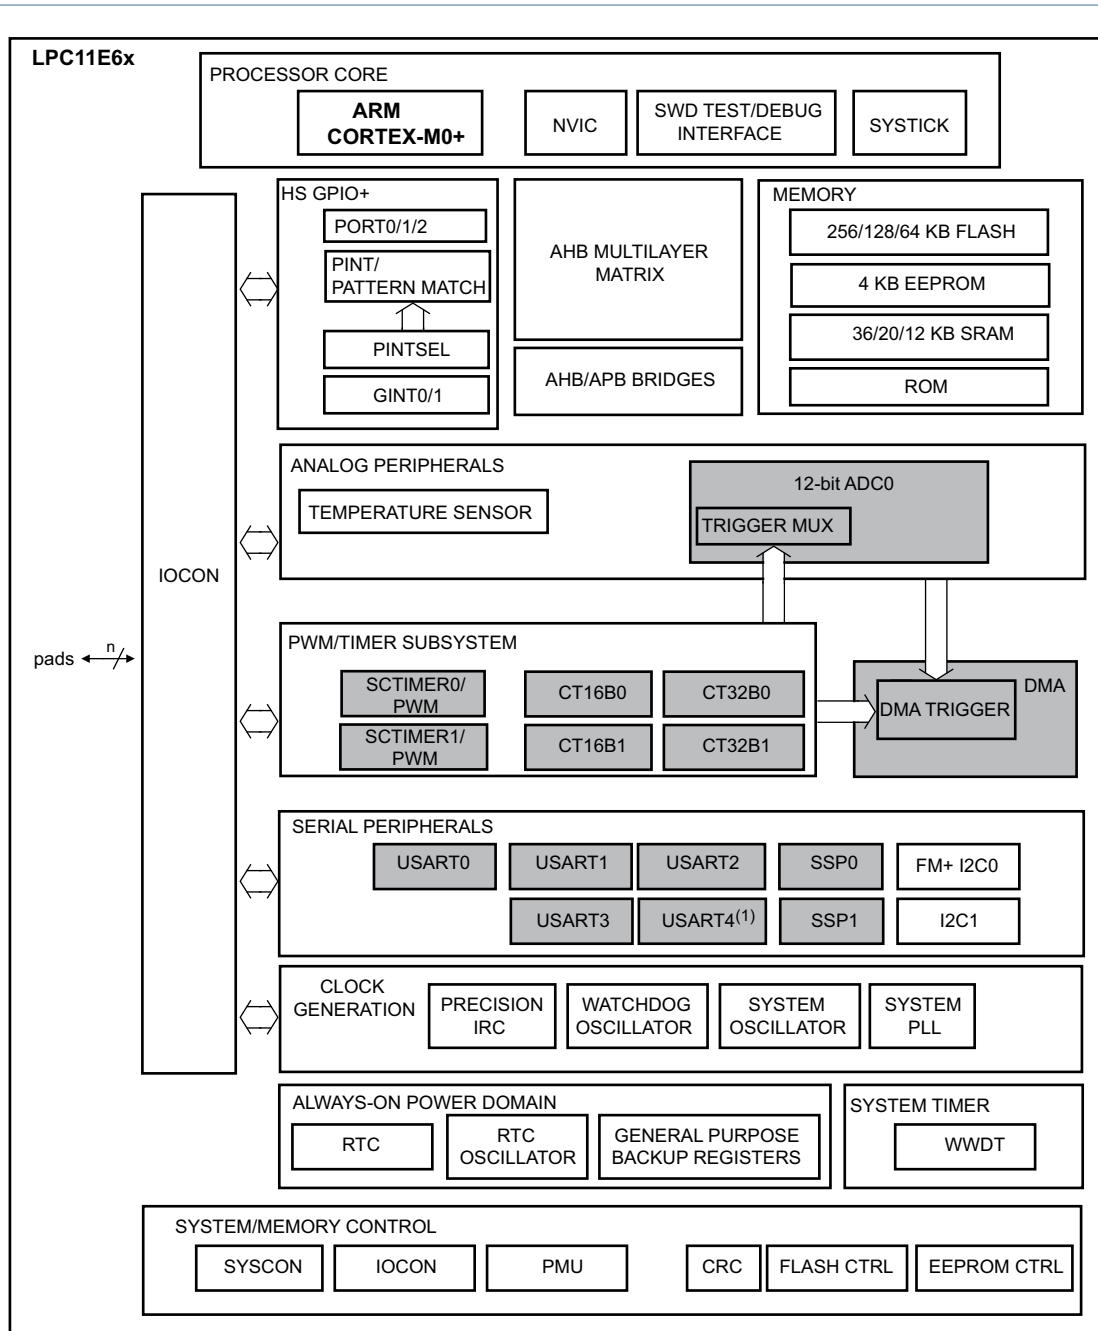 LPC11E6x
PROCESSOR CORE
ARM
CORTEX-M0+
NVIC
SWD TEST/DEBUG
INTERFACE
SYSTICK
HS GPIO+
PORT0/1/2
PINT/
PATTERN MATCH
PINTSEL
GINT0/1
AHB MULTILAYER
MATRIX
AHB/APB BRIDGES
MEMORY
256/128/64 KB FLASH
4 KB EEPROM
36/20/12 KB SRAM
ROM
IOCON
pads
n
ANALOG PERIPHERALS
TEMPERATURE SENSOR
12-bit ADC0
TRIGGER MUX
PWM/TIMER SUBSYSTEM
SCTIMER0/
PWM
CT16B0
CT32B0
SCTIMER1/
PWM
CT16B1
CT32B1
DMA
DMA TRIGGER
SERIAL PERIPHERALS
USART0
USART1
USART2
SSP0
FM+ I2C0
USART3
USART4(1)
SSP1
I2C1
CLOCK
GENERATION
PRECISION
IRC
WATCHDOG
OSCILLATOR
SYSTEM
OSCILLATOR
SYSTEM
PLL
ALWAYS-ON POWER DOMAIN
RTC
RTC
OSCILLATOR
GENERAL PURPOSE
BACKUP REGISTERS
SYSTEM TIMER
WWDT
SYSTEM/MEMORY CONTROL
SYSCON
IOCON
PMU
CRC
FLASH CTRL
EEPROM CTRL